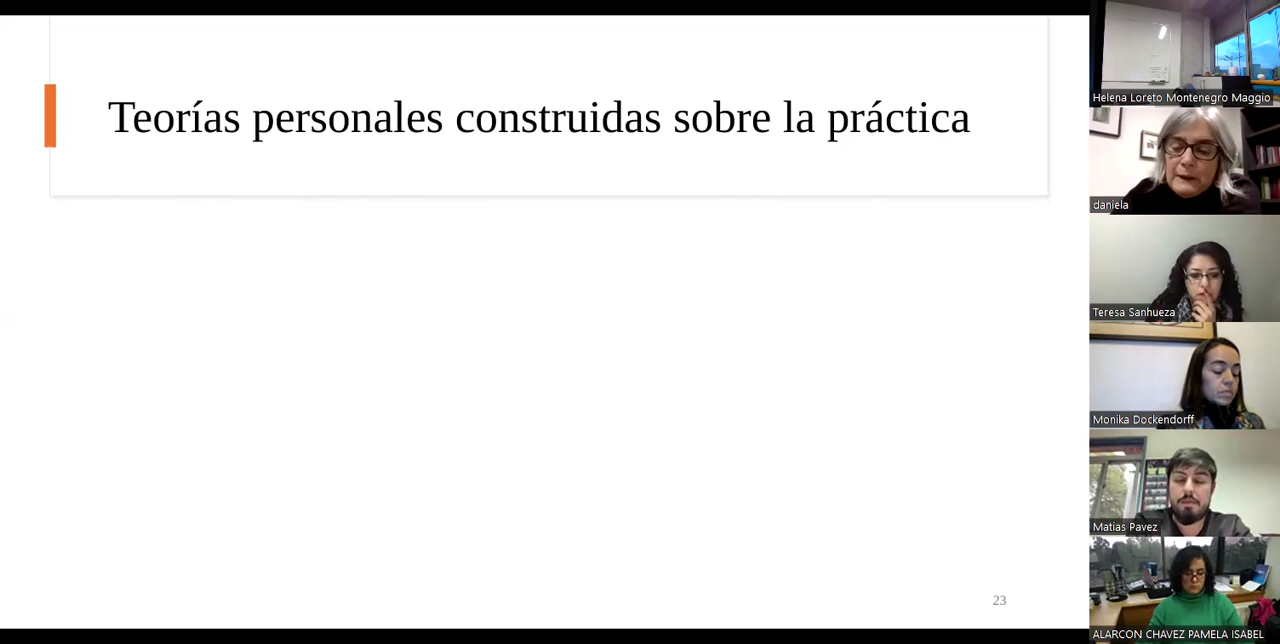 Teorías personales construidas sobre la práctica
23
Helena Loreto Montenegro Maggio
daniela
Teresa Sanhueza
Monika Dockendorff
Matias Pavez
ALARCON CHAVEZ PAMELA ISABEL